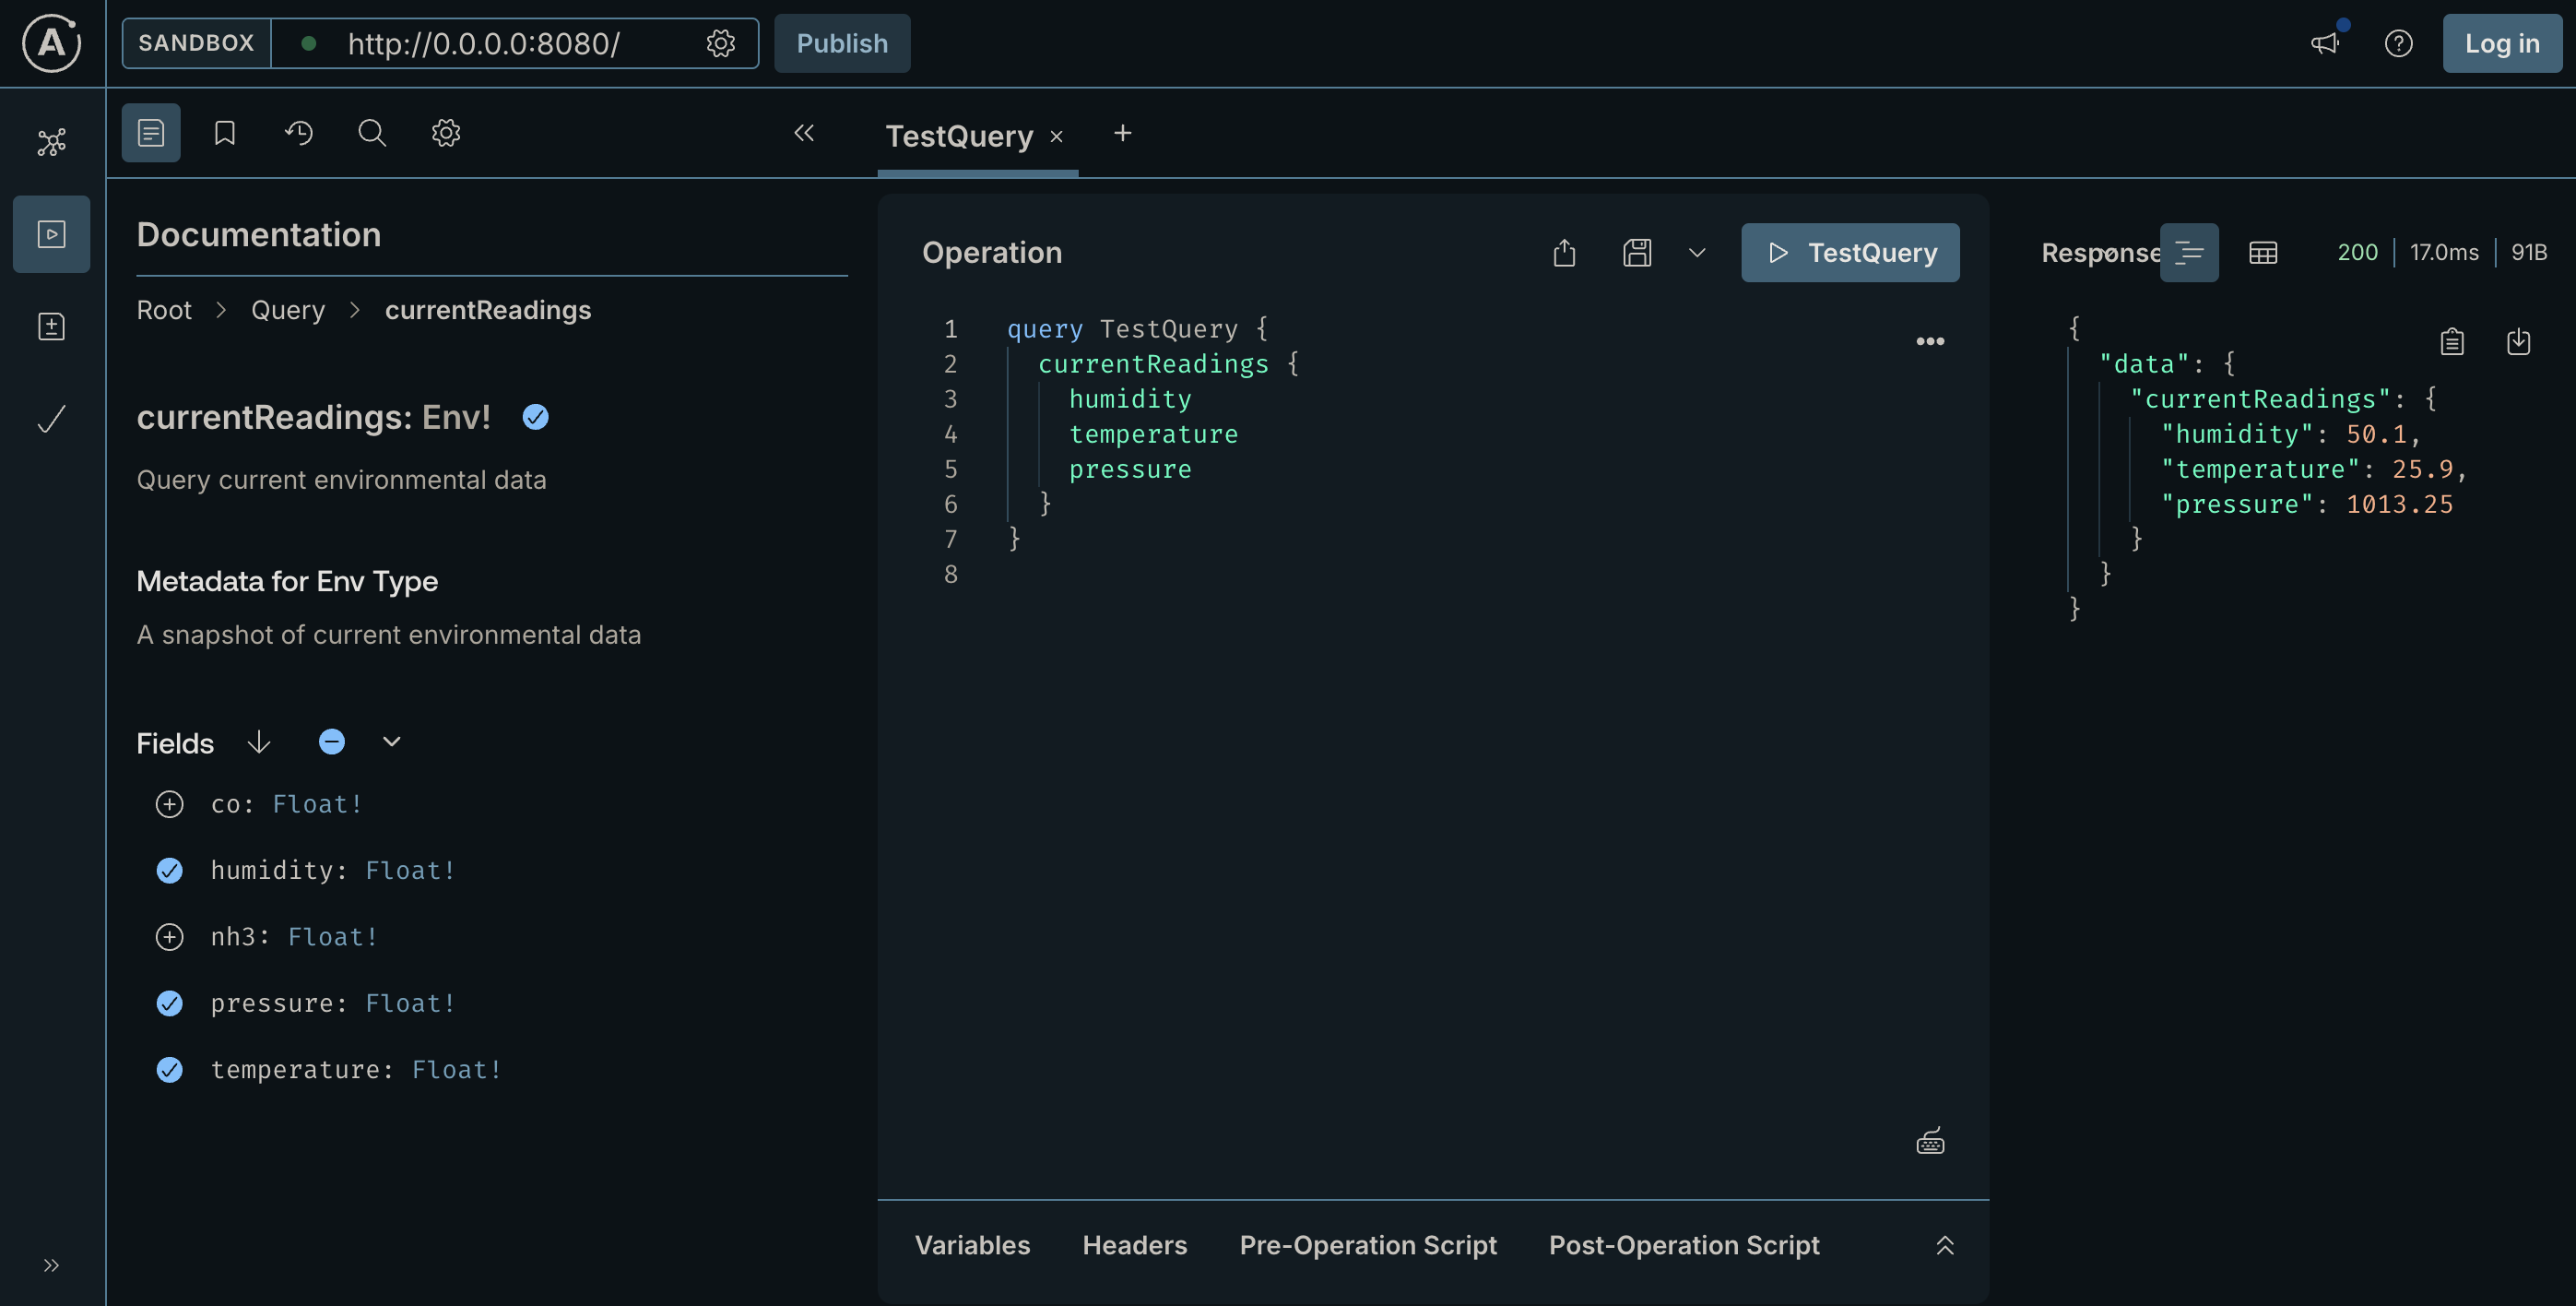 A
SANDBOX
http://0.0.0.0:8080/
Publish
Log in
TestQuery
Documentation
Root > Query > currentReadings
currentReadings: Env!
Query current environmental data
Metadata for Env Type
A snapshot of current environmental data
Fields
co: Float!
humidity: Float!
nh3: Float!
pressure: Float!
temperature: Float!
Operation
TestQuery
1 query TestQuery {
2 currentReadings {
3 humidity
4 temperature
5 pressure
6 }
7 }
8
Variables Headers Pre-Operation Script Post-Operation Script
Response
200 | 17.0ms | 91B
{
"data": {
"currentReadings": {
"humidity": 50.1,
"temperature": 25.9,
"pressure": 1013.25
}
}
}